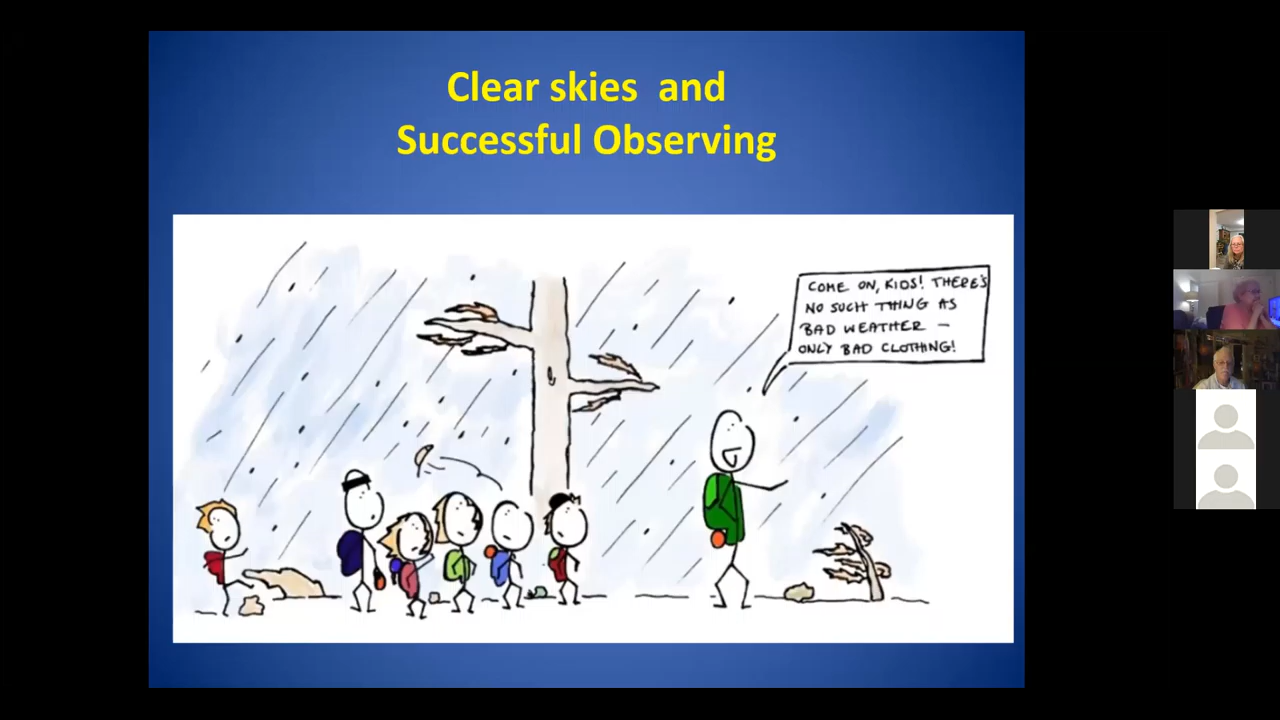 Clear skies and
Successful Observing
COME ON, KIDS! THERE'S
NO SUCH THING AS
BAD WEATHER –
ONLY BAD CLOTHING!